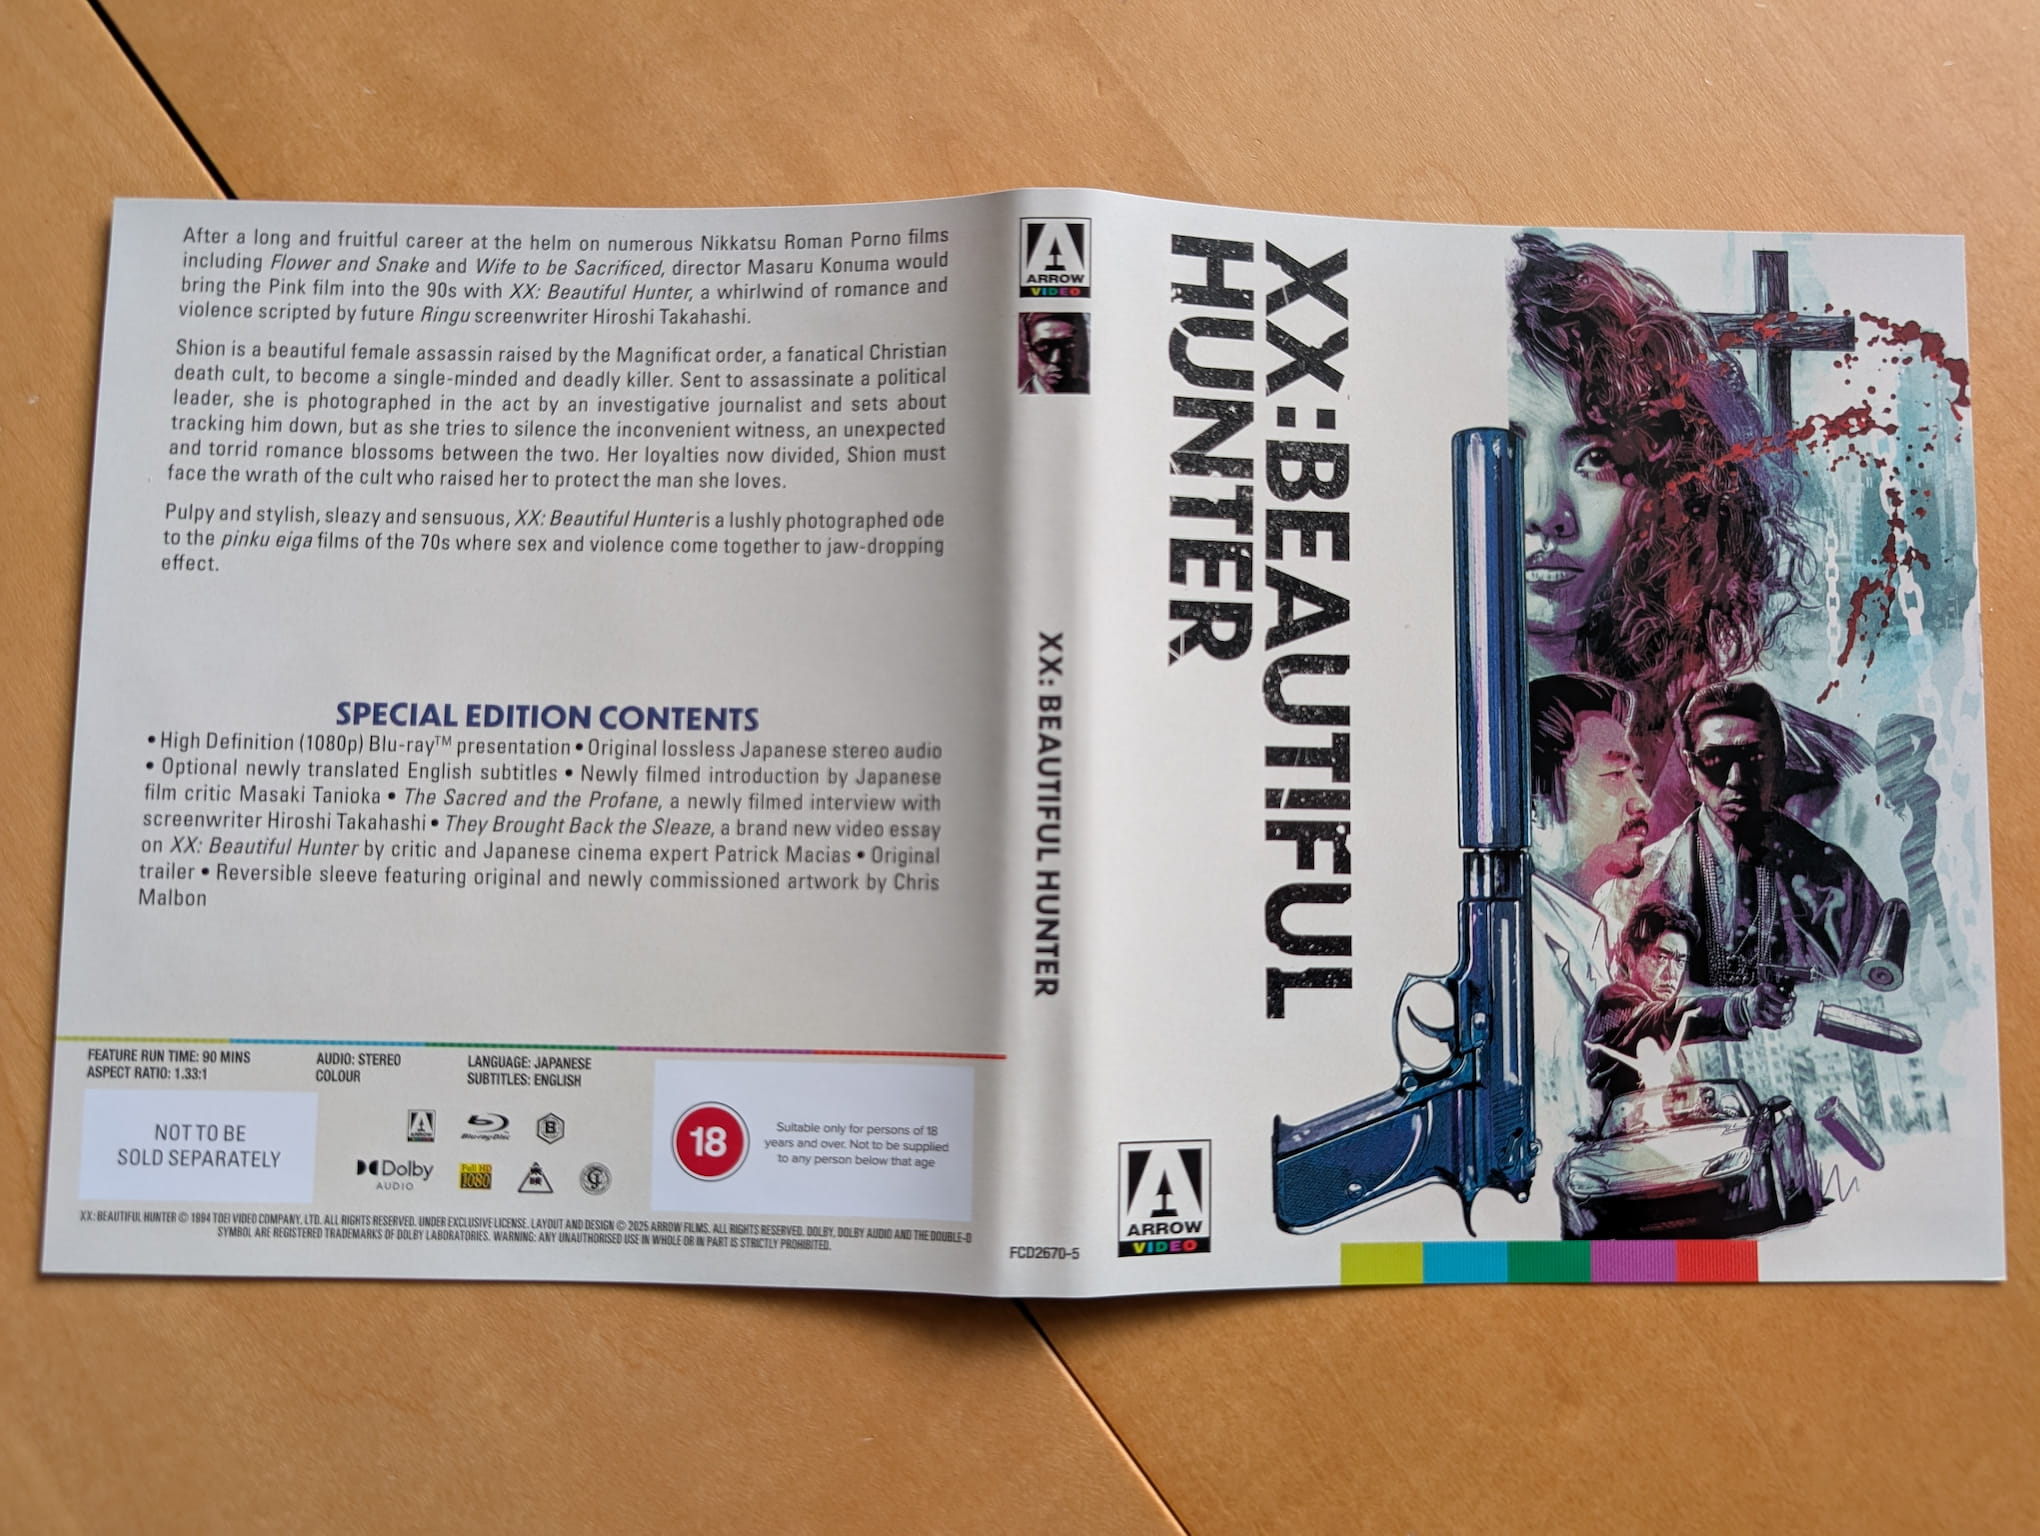 After a long and fruitful career at the helm on numerous Nikkatsu Roman Porno films
including Flower and Snake and Wife to be Sacrificed, director Masaru Konuma would
bring the Pink film into the 90s with XX: Beautiful Hunter, a whirlwind of romance and
violence scripted by future Ringu screenwriter Hiroshi Takahashi.
Shion is a beautiful female assassin raised by the Magnificat order, a fanatical Christian
death cult, to become a single-minded and deadly killer. Sent to assassinate a political
leader, she is photographed in the act by an investigative journalist and sets about
tracking him down, but as she tries to silence the inconvenient witness, an unexpected
and torrid romance blossoms between the two. Her loyalties now divided, Shion must
face the wrath of the cult who raised her to protect the man she loves.
Pulpy and stylish, sleazy and sensuous, XX: Beautiful Hunter is a lushly photographed ode
to the pinku eiga films of the 70s where sex and violence come together to jaw-dropping
effect.
SPECIAL EDITION CONTENTS
• High Definition (1080p) Blu-ray™ presentation • Original lossless Japanese stereo audio
• Optional newly translated English subtitles • Newly filmed introduction by Japanese
film critic Masaki Tanioka • The Sacred and the Profane, a newly filmed interview with
screenwriter Hiroshi Takahashi • They Brought Back the Sleaze, a brand new video essay
on XX: Beautiful Hunter by critic and Japanese cinema expert Patrick Macias • Original
trailer • Reversible sleeve featuring original and newly commissioned artwork by Chris
Malbon
FEATURE RUN TIME: 90 MINS
ASPECT RATIO: 1.33:1
AUDIO: STEREO
COLOUR
LANGUAGE: JAPANESE
SUBTITLES: ENGLISH
NOT TO BE
SOLD SEPARATELY
ARROW
Blu-ray Disc
B
Dolby
AUDIO
Full HD
1080
18
Suitable only for persons of 18
years and over. Not to be supplied
to any person below that age
XX: BEAUTIFUL HUNTER © 1994 TOEI VIDEO COMPANY, LTD. ALL RIGHTS RESERVED. UNDER EXCLUSIVE LICENSE. LAYOUT AND DESIGN © 2025 ARROW FILMS. ALL RIGHTS RESERVED. DOLBY, DOLBY AUDIO AND THE DOUBLE-D
SYMBOL ARE REGISTERED TRADEMARKS OF DOLBY LABORATORIES. WARNING: ANY UNAUTHORISED USE IN WHOLE OR IN PART IS STRICTLY PROHIBITED.
ARROW
VIDEO
XX: BEAUTIFUL HUNTER
FCD2670-5
XX: BEAUTIFUL
HUNTER
ARROW
VIDEO